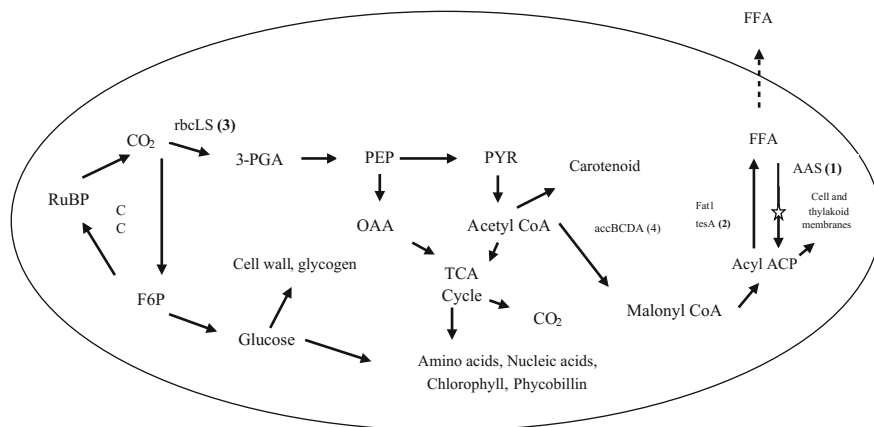 FFA
rbcLS (3)
CO₂
3-PGA
PEP
PYR
FFA
Carotenoid
AAS (1)
RuBP
C
C
OAA
Acetyl CoA
accBCDA (4)
Fat1
tesA (2)
Cell and
thylakoid
membranes
Cell wall, glycogen
TCA
Cycle
Acyl ACP
F6P
CO₂
Malonyl CoA
Glucose
Amino acids, Nucleic acids,
Chlorophyll, Phycobillin